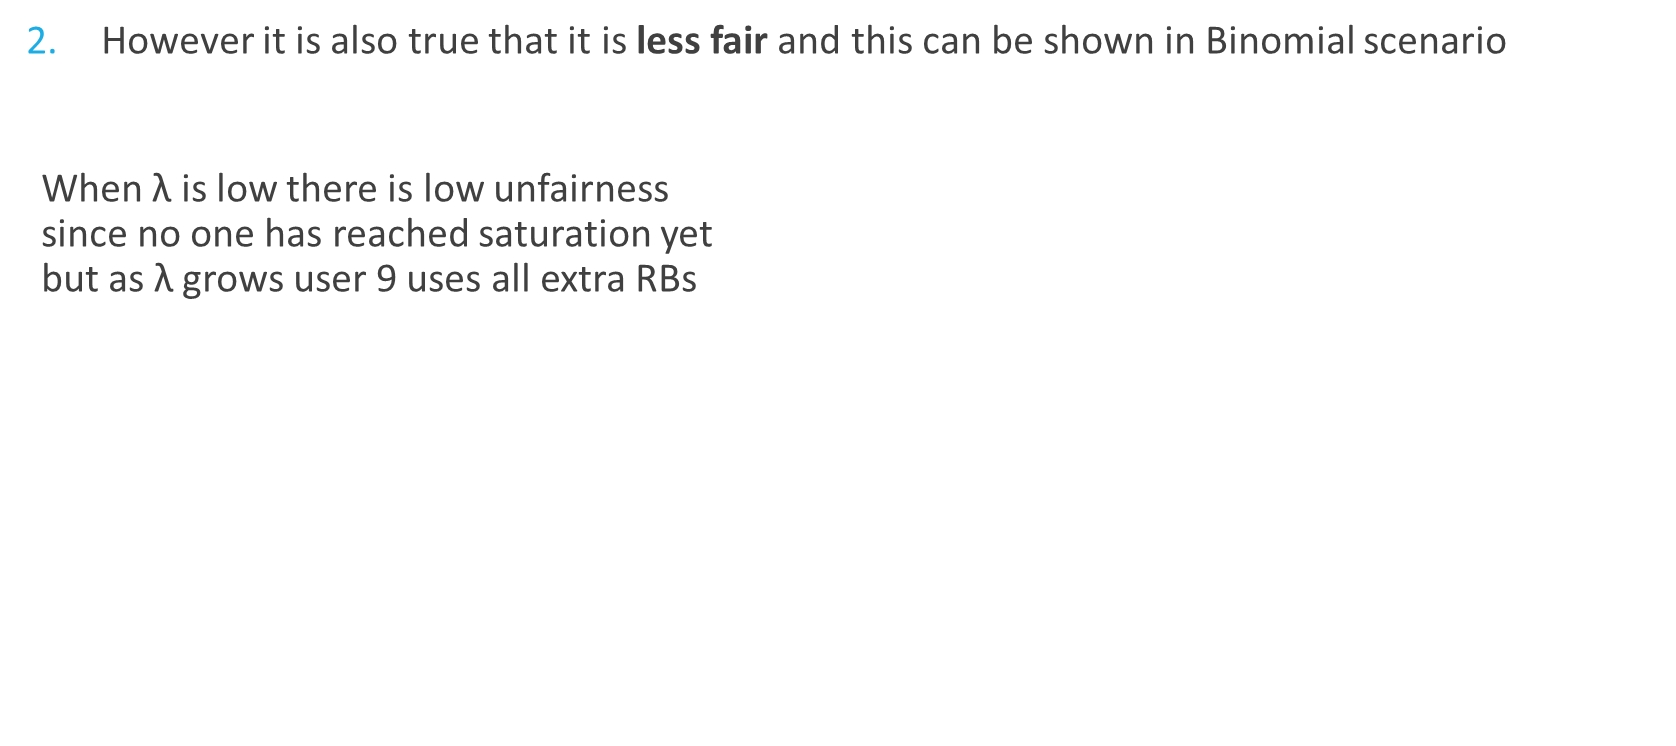 2. However it is also true that it is less fair and this can be shown in Binomial scenario
When λ is low there is low unfairness
since no one has reached saturation yet
but as λ grows user 9 uses all extra RBs